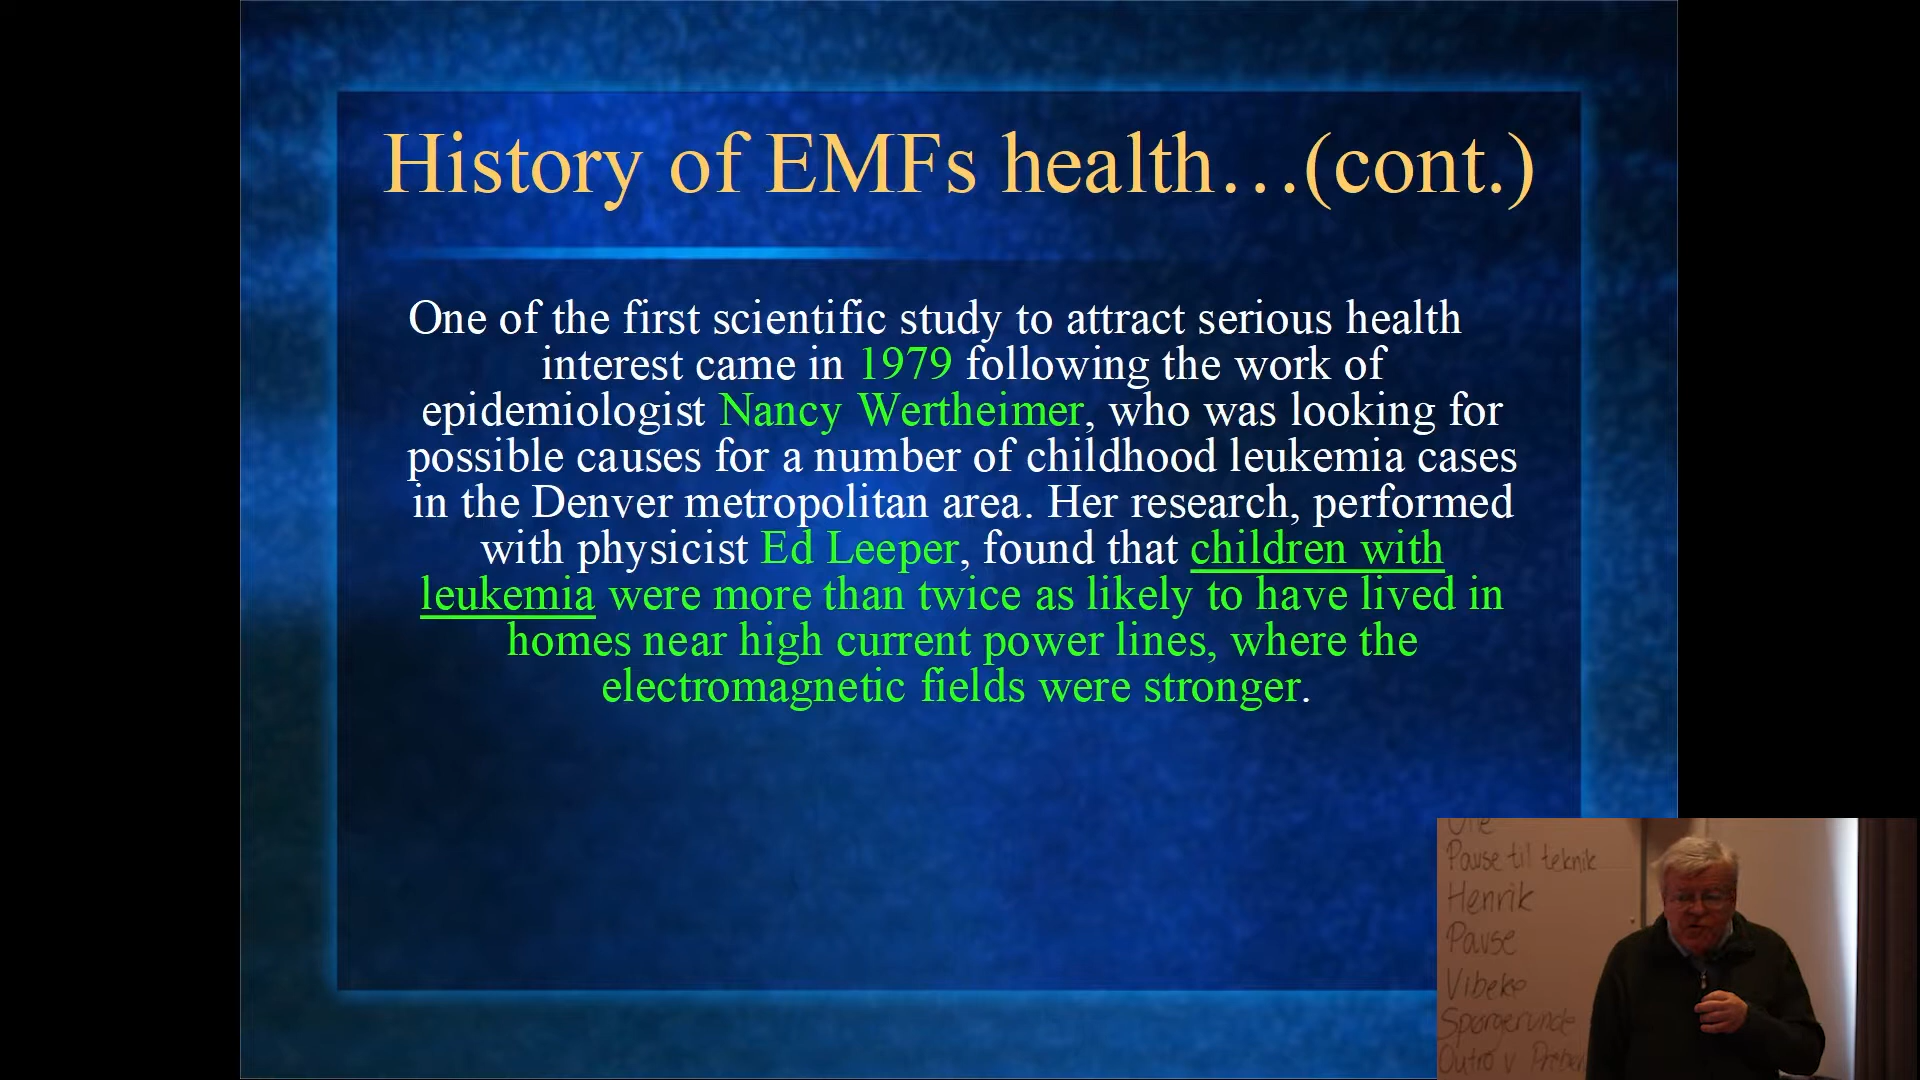 History of EMFs health…(cont.)
One of the first scientific study to attract serious health
interest came in 1979 following the work of
epidemiologist Nancy Wertheimer, who was looking for
possible causes for a number of childhood leukemia cases
in the Denver metropolitan area. Her research, performed
with physicist Ed Leeper, found that children with
leukemia were more than twice as likely to have lived in
homes near high current power lines, where the
electromagnetic fields were stronger.
Pause til teknik
Henrik
Pause
Vibeke
Spørgerunde
Outro v Preben